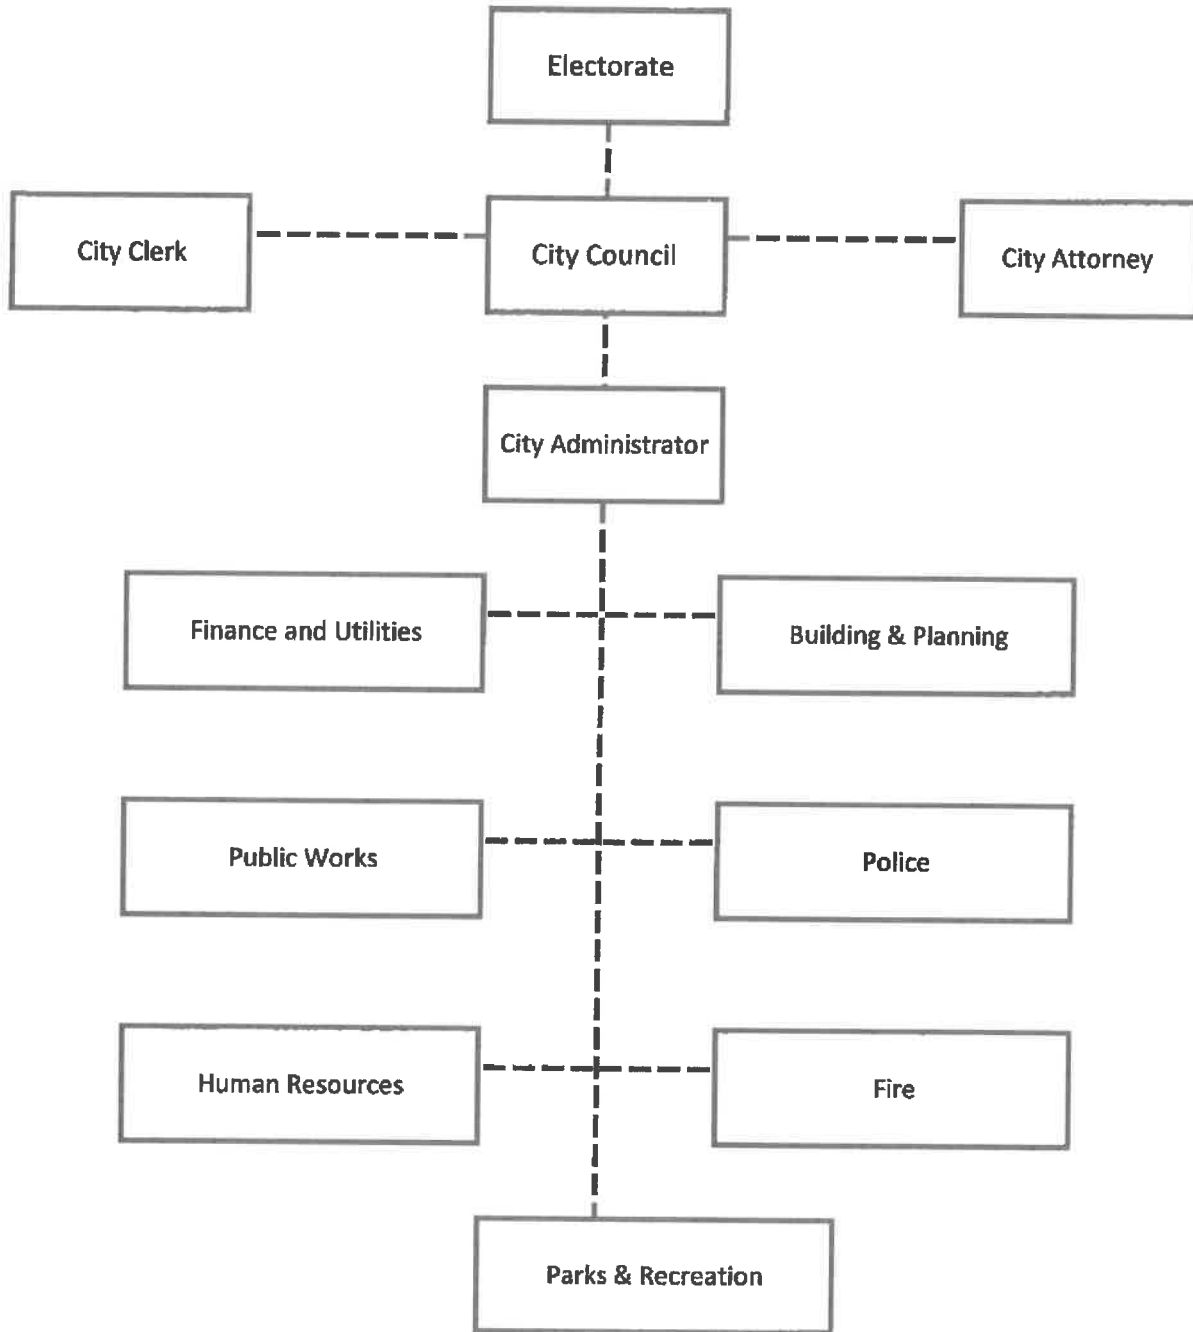 Electorate
City Clerk
City Council
City Attorney
City Administrator
Finance and Utilities
Building & Planning
Public Works
Police
Human Resources
Fire
Parks & Recreation